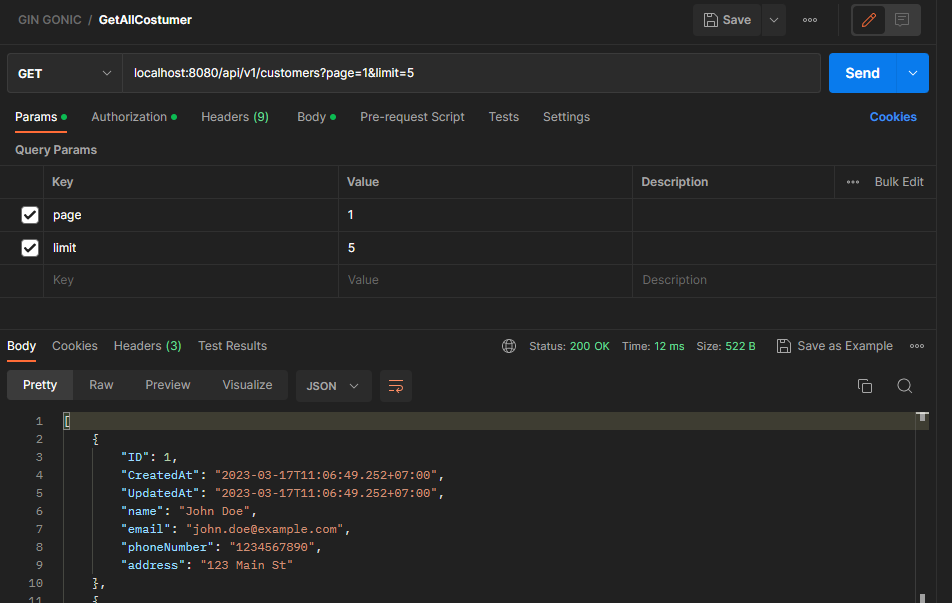 GIN GONIC / GetAllCostumer Save
GET localhost:8080/api/v1/customers?page=1&limit=5 Send
Params Authorization Headers (9) Body Pre-request Script Tests Settings Cookies
Query Params
Key Value Description Bulk Edit
page 1
limit 5
Key Value Description
Body Cookies Headers (3) Test Results Status: 200 OK Time: 12 ms Size: 522 B Save as Example
Pretty Raw Preview Visualize JSON
1 [
2 {
3 "ID": 1,
4 "CreatedAt": "2023-03-17T11:06:49.252+07:00",
5 "UpdatedAt": "2023-03-17T11:06:49.252+07:00",
6 "name": "John Doe",
7 "email": "john.doe@example.com",
8 "phoneNumber": "1234567890",
9 "address": "123 Main St"
10 },
11 {